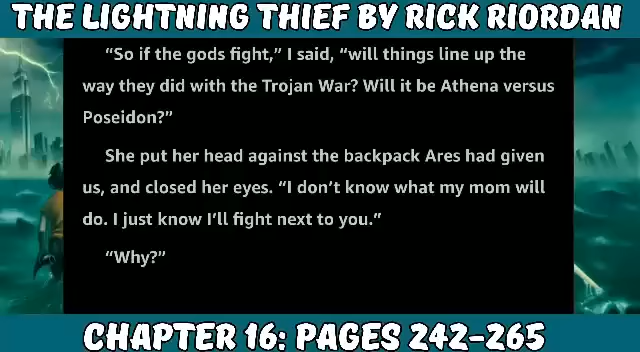 THE LIGHTNING THIEF BY RICK RIORDAN
“So if the gods fight,” I said, “will things line up the
way they did with the Trojan War? Will it be Athena versus
Poseidon?”
She put her head against the backpack Ares had given
us, and closed her eyes. “I don’t know what my mom will
do. I just know I’ll fight next to you.”
“Why?”
CHAPTER 16: PAGES 242-265